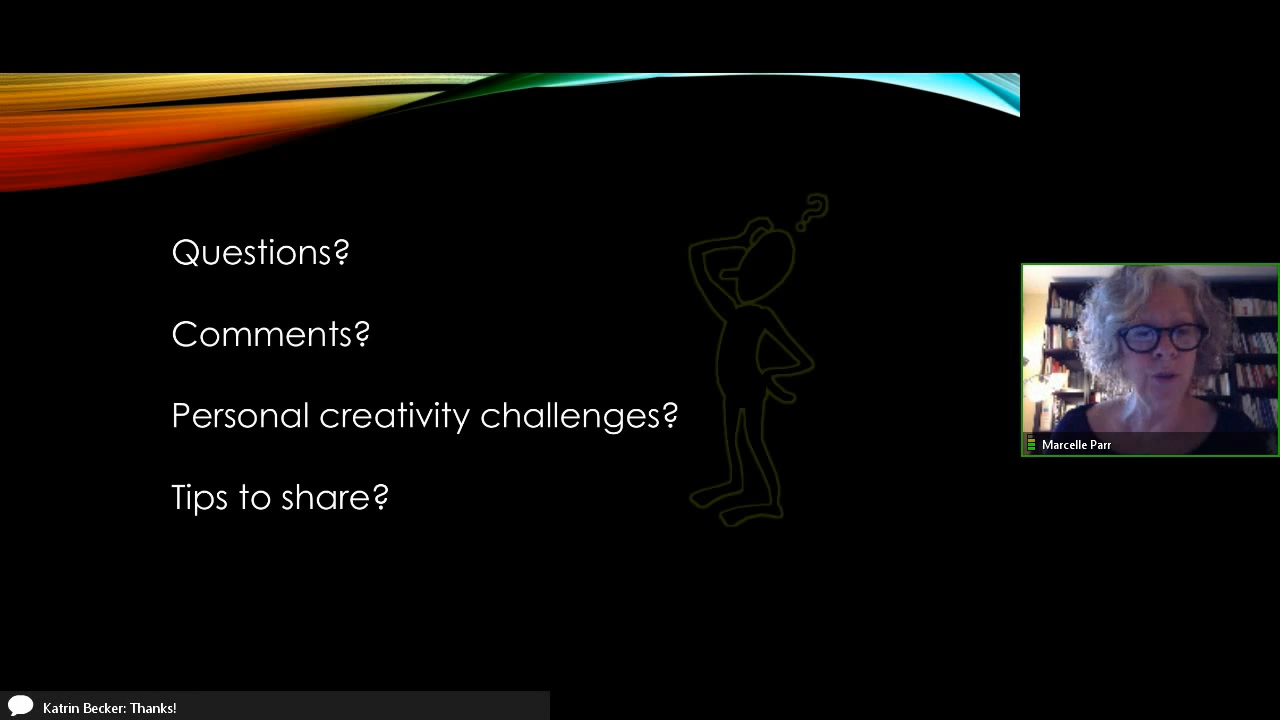 Questions?
Comments?
Personal creativity challenges?
Tips to share?
Marcelle Parr
Katrin Becker: Thanks!